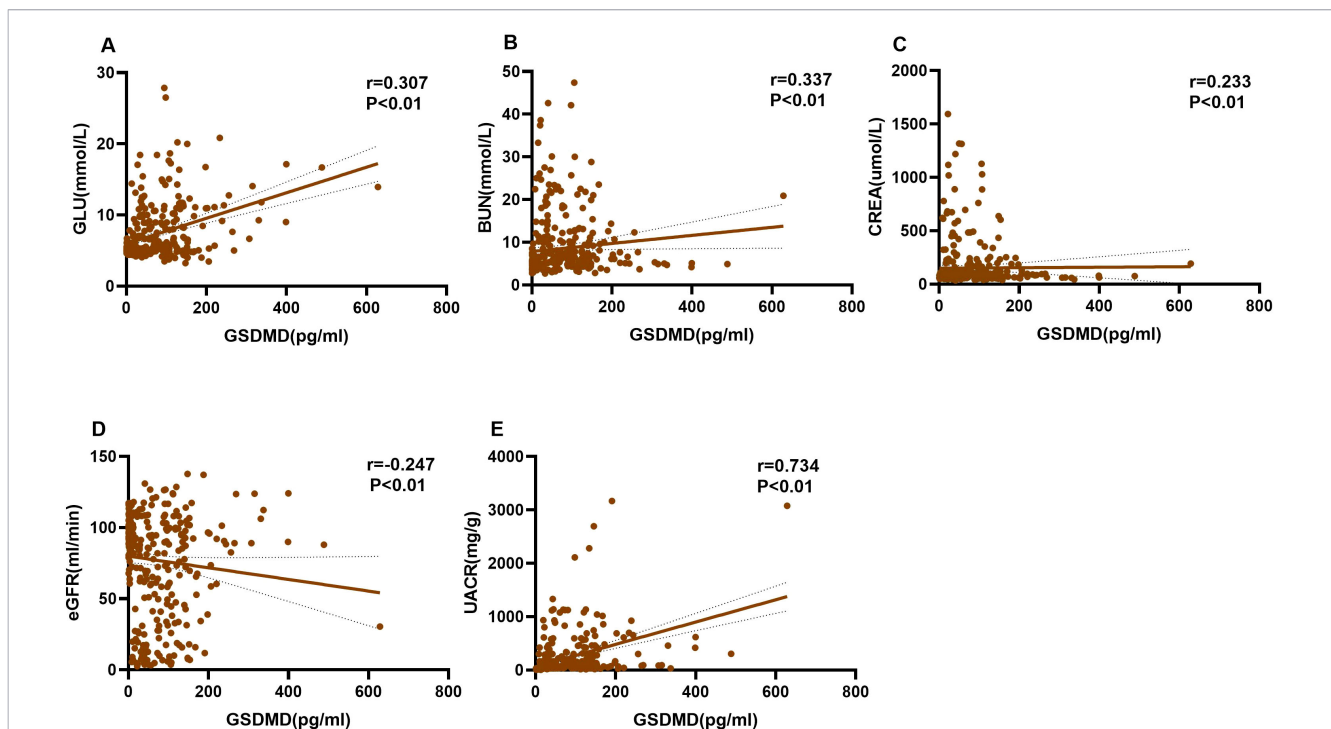 A
r=0.307
P<0.01
GLU(mmol/L)
30
20
10
0
0 200 400 600 800
GSDMD(pg/ml)
B
r=0.337
P<0.01
BUN(mmol/L)
50
40
30
20
10
0
0 200 400 600 800
GSDMD(pg/ml)
C
r=0.233
P<0.01
CREA(umol/L)
2000
1500
1000
500
0
0 200 400 600 800
GSDMD(pg/ml)
D
r=-0.247
P<0.01
eGFR(ml/min)
150
100
50
0
0 200 400 600 800
GSDMD(pg/ml)
E
r=0.734
P<0.01
UACR(mg/g)
4000
3000
2000
1000
0
0 200 400 600 800
GSDMD(pg/ml)